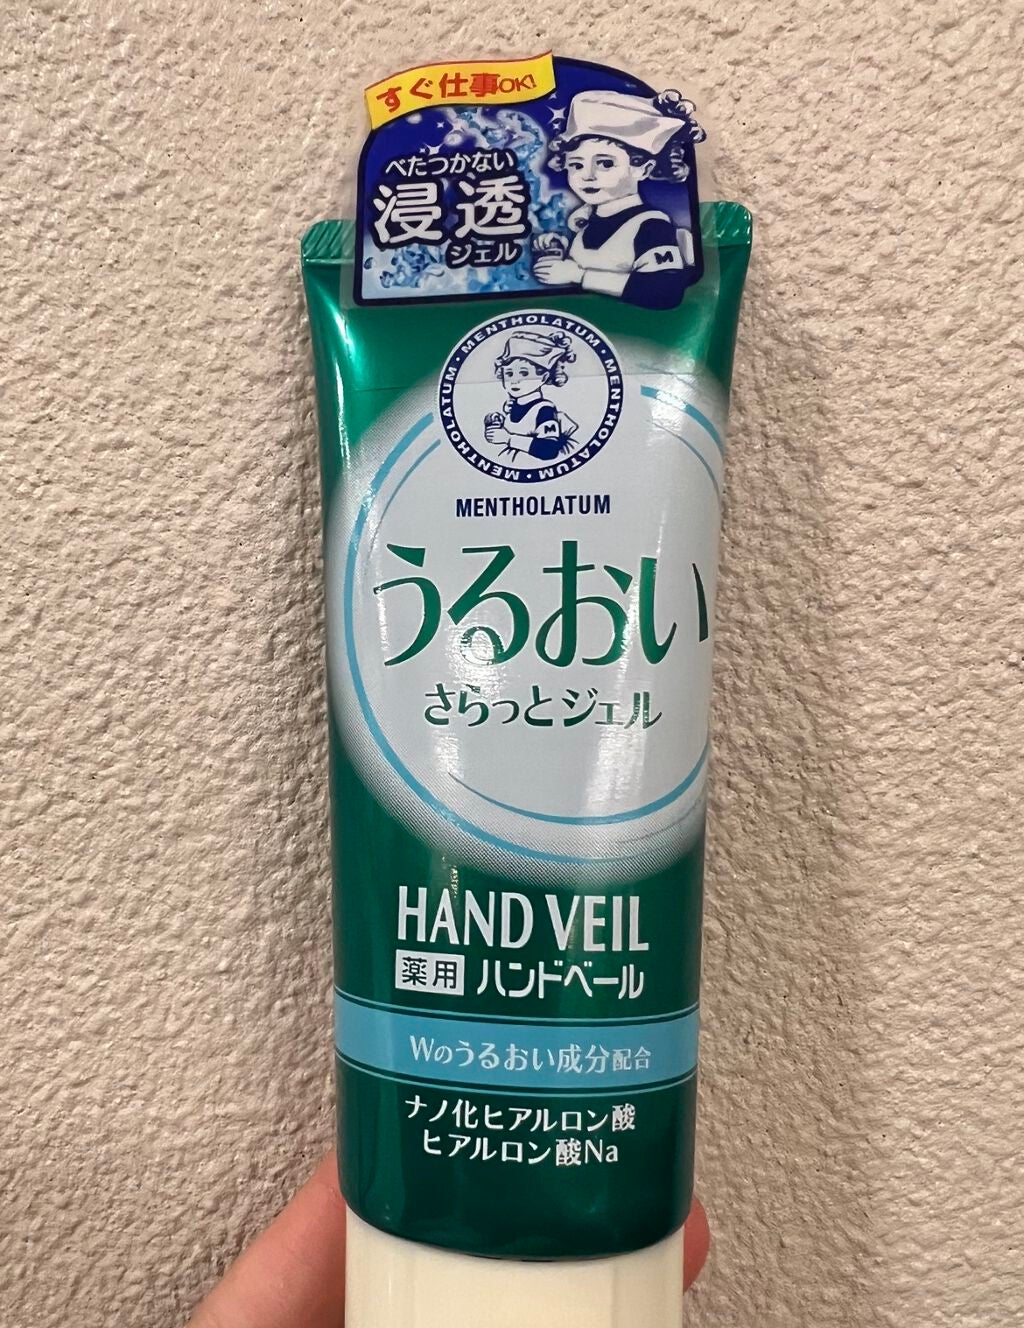 すぐ仕事OK!
べたつかない
浸透
ジェル
M
MENTHOLATUM・MENTHOLATUM・MENTHOLATUM・MENTHOLATUM・
M
MENTHOLATUM
うるおい
さらっとジェル
HAND VEIL
薬用 ハンドベール
Wのうるおい成分配合
ナノ化ヒアルロン酸
ヒアルロン酸Na